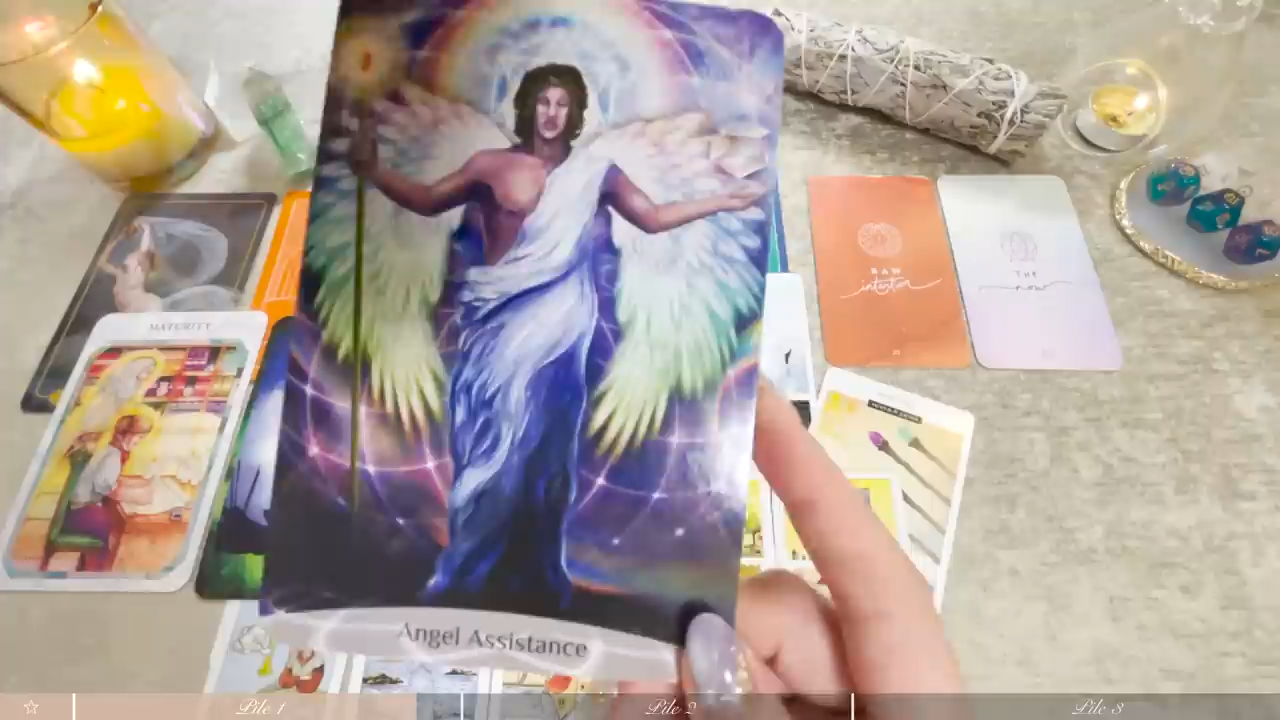 MATURITY
RAW
intention
THE
now
Angel Assistance
Pile 1
Pile 2
Pile 3